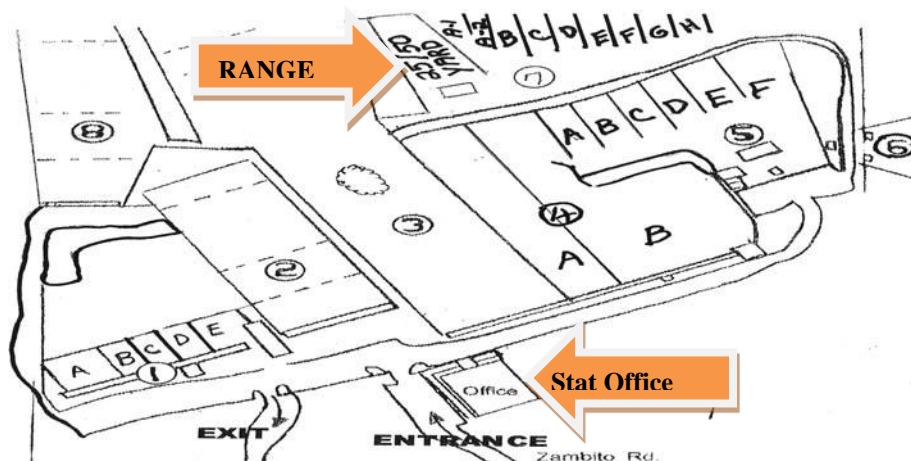 A-1 A-2 B C D E F G H
25/50
YARD
RANGE
7
A B C D E F
5
8
6
3
4
A
B
2
A B C D E
1
Office
Stat Office
EXIT
ENTRANCE
Zambito Rd.